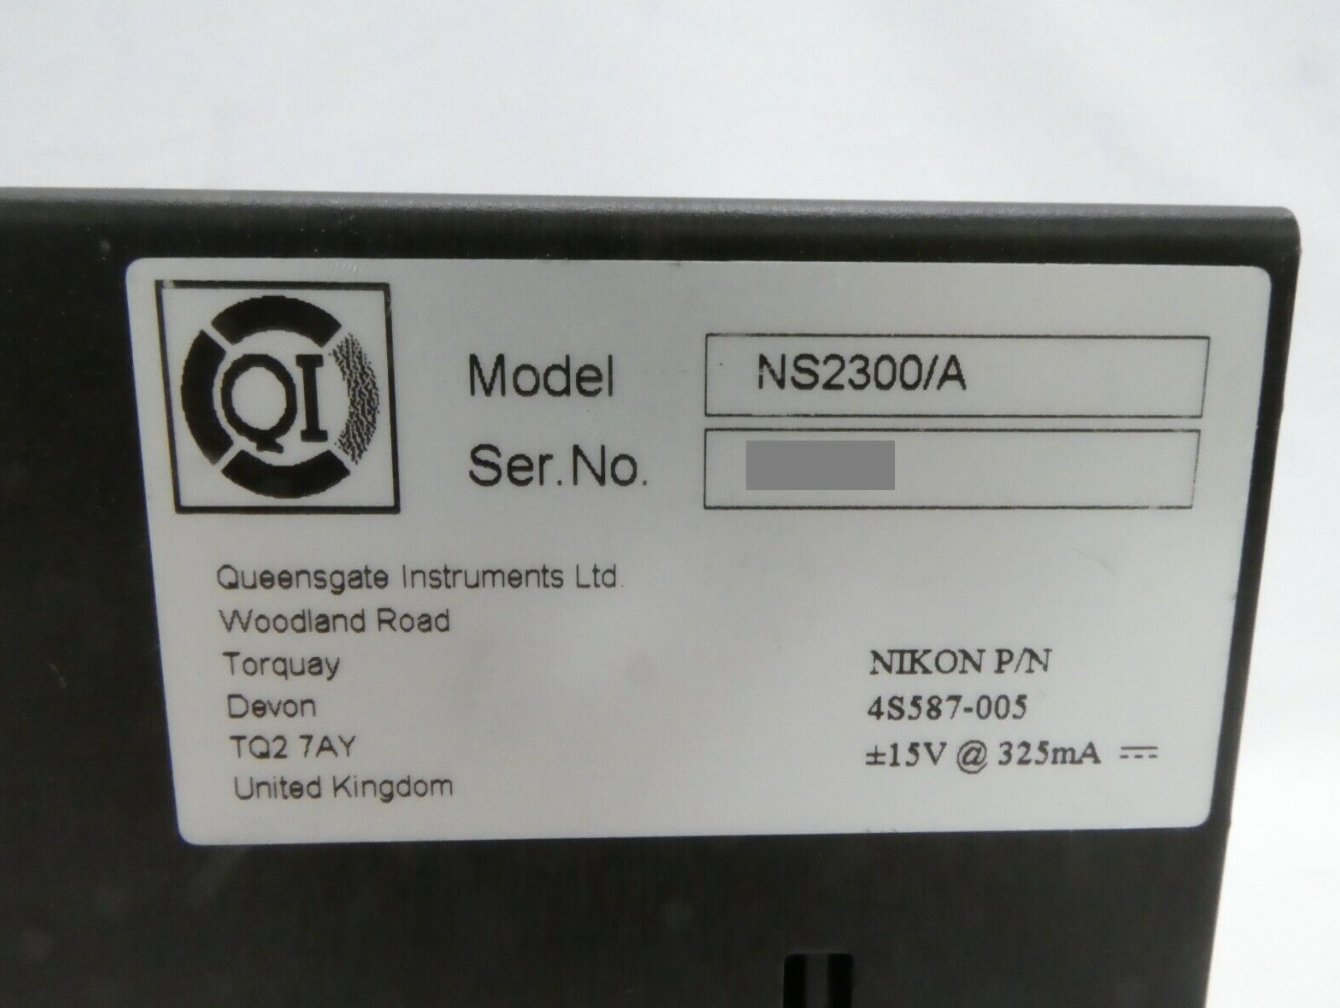 QI
Model NS2300/A
Ser.No.
Queensgate Instruments Ltd.
Woodland Road
Torquay
Devon
TQ2 7AY
United Kingdom
NIKON P/N
4S587-005
±15V @ 325mA ⎓